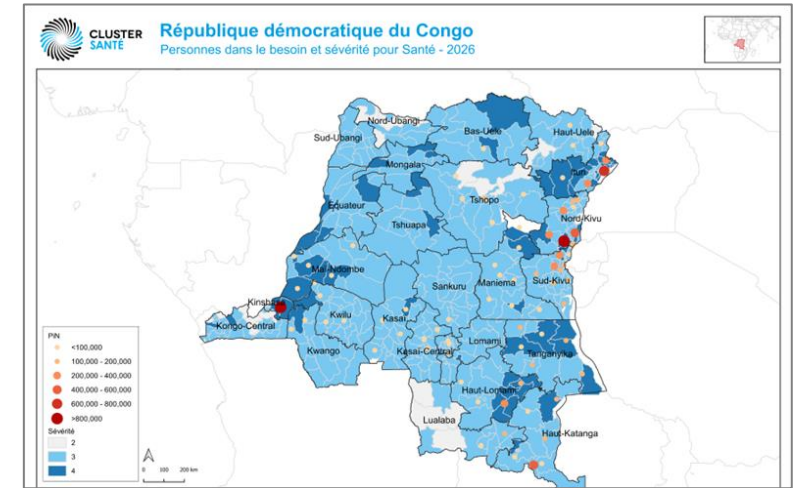 CLUSTER
SANTÉ
République démocratique du Congo
Personnes dans le besoin et sévérité pour Santé - 2026
Nord-Ubangi
Bas-Uele
Haut-Uele
Sud-Ubangi
Mongala
Ituri
Tshopo
Équateur
Nord-Kivu
Tshuapa
Maï-Ndombe
Maniema
Sud-Kivu
Sankuru
Kinshasa
Kwilu
Kasaï
Kongo-Central
Lomami
Kwango
Kasaï-Central
Tanganyika
Haut-Lomami
Lualaba
Haut-Katanga
PIN
<100,000
100,000 - 200,000
200,000 - 400,000
400,000 - 600,000
600,000 - 800,000
>800,000
Sévérité
2
3
4
N
0 100 200 km